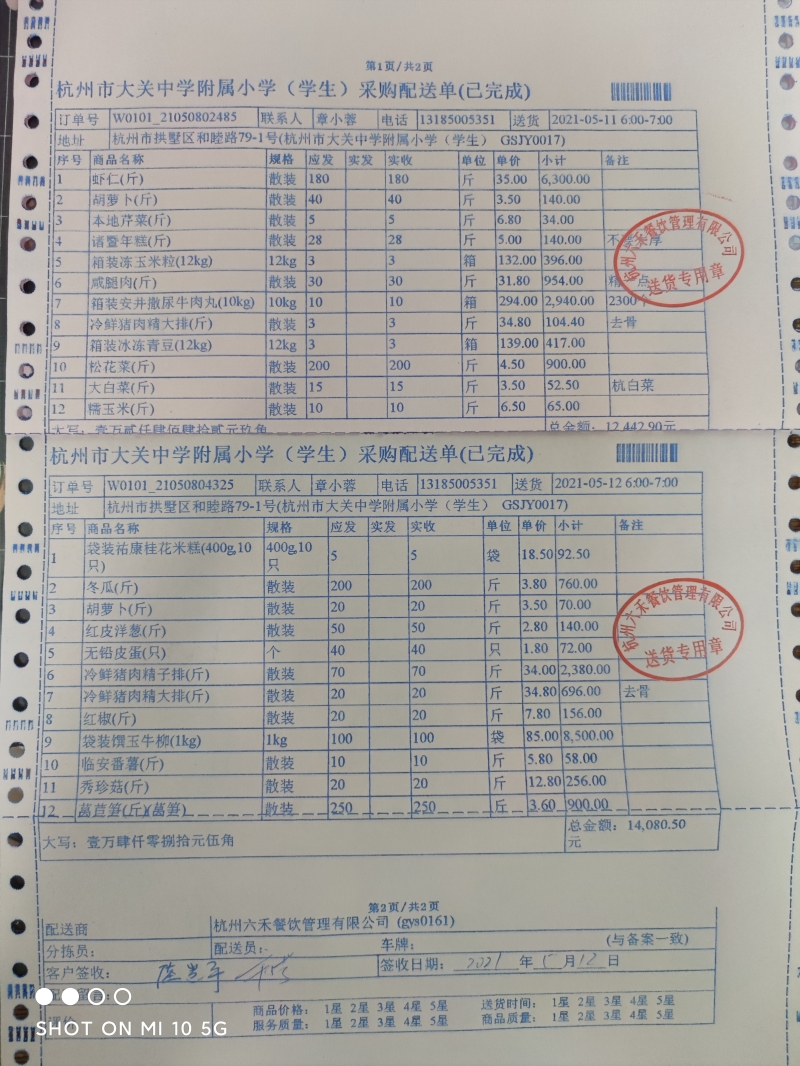 第1页/共2页
杭州市大关中学附属小学（学生）采购配送单(已完成)
订单号 W0101_21050802485 联系人 章小蓉 电话 13185005351 送货 2021-05-11 6:00-7:00
地址 杭州市拱墅区和睦路79-1号(杭州市大关中学附属小学（学生） GSJY0017)
序号 商品名称 规格 应发 实发 实收 单位 单价 小计 备注
1 虾仁(斤) 散装 180 180 斤 35.00 6,300.00
2 胡萝卜(斤) 散装 40 40 斤 3.50 140.00
3 本地芹菜(斤) 散装 5 5 斤 6.80 34.00
4 诸暨年糕(斤) 散装 28 28 斤 5.00 140.00 不
5 箱装冻玉米粒(12kg) 12kg 3 3 箱 132.00 396.00
6 咸腿肉(斤) 散装 30 30 斤 31.80 954.00 精 点
7 箱装安井撒尿牛肉丸(10kg) 10kg 10 10 箱 294.00 2,940.00 2300个
8 冷鲜猪肉精大排(斤) 散装 3 3 斤 34.80 104.40 去骨
9 箱装冰冻青豆(12kg) 12kg 3 3 箱 139.00 417.00
10 松花菜(斤) 散装 200 200 斤 4.50 900.00
11 大白菜(斤) 散装 15 15 斤 3.50 52.50 杭白菜
12 糯玉米(斤) 散装 10 10 斤 6.50 65.00
大写：壹万贰仟肆佰肆拾贰元玖角 总金额：12,442.90元
杭州六禾餐饮管理有限公司
送货专用章
杭州市大关中学附属小学（学生）采购配送单(已完成)
订单号 W0101_21050804325 联系人 章小蓉 电话 13185005351 送货 2021-05-12 6:00-7:00
地址 杭州市拱墅区和睦路79-1号(杭州市大关中学附属小学（学生） GSJY0017)
序号 商品名称 规格 应发 实发 实收 单位 单价 小计 备注
1 袋装祐康桂花米糕(400g,10只) 400g,10只 5 5 袋 18.50 92.50
2 冬瓜(斤) 散装 200 200 斤 3.80 760.00
3 胡萝卜(斤) 散装 20 20 斤 3.50 70.00
4 红皮洋葱(斤) 散装 50 50 斤 2.80 140.00
5 无铅皮蛋(只) 个 40 40 只 1.80 72.00
6 冷鲜猪肉精子排(斤) 散装 70 70 斤 34.00 2,380.00
7 冷鲜猪肉精大排(斤) 散装 20 20 斤 34.80 696.00 去骨
8 红椒(斤) 散装 20 20 斤 7.80 156.00
9 袋装馔玉牛柳(1kg) 1kg 100 100 袋 85.00 8,500.00
10 临安番薯(斤) 散装 10 10 斤 5.80 58.00
11 秀珍菇(斤) 散装 20 20 斤 12.80 256.00
12 莴苣笋(斤)(莴笋) 散装 250 250 斤 3.60 900.00
大写：壹万肆仟零捌拾元伍角 总金额：14,080.50元
杭州六禾餐饮管理有限公司
送货专用章
第2页/共2页
配送商 杭州六禾餐饮管理有限公司 (gys0161)
分拣员： 配送员： 车牌： (与备案一致)
客户签收： 签收日期：2021年5月12日
商品价格： 1星 2星 3星 4星 5星 送货时间： 1星 2星 3星 4星 5星
服务质量： 1星 2星 3星 4星 5星 商品质量： 1星 2星 3星 4星 5星
SHOT ON MI 10 5G